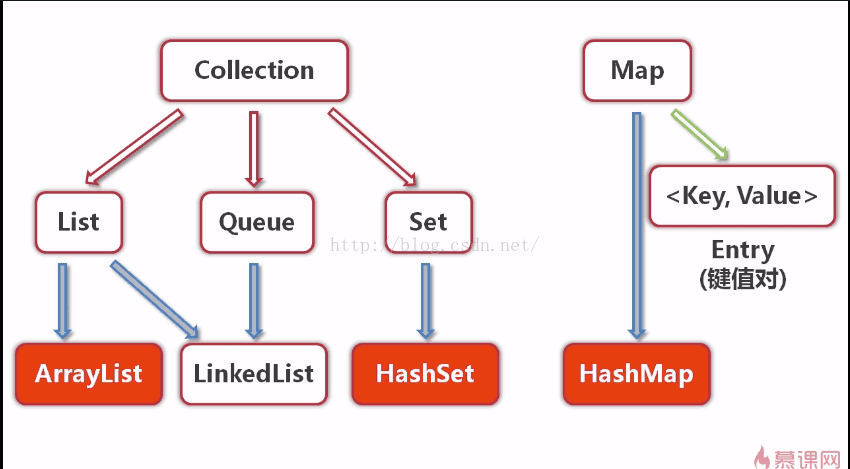 Collection
Map
<Key, Value>
List
Queue
Set
http://blog.csdn.net/
Entry
(键值对)
ArrayList
LinkedList
HashSet
HashMap
慕课网